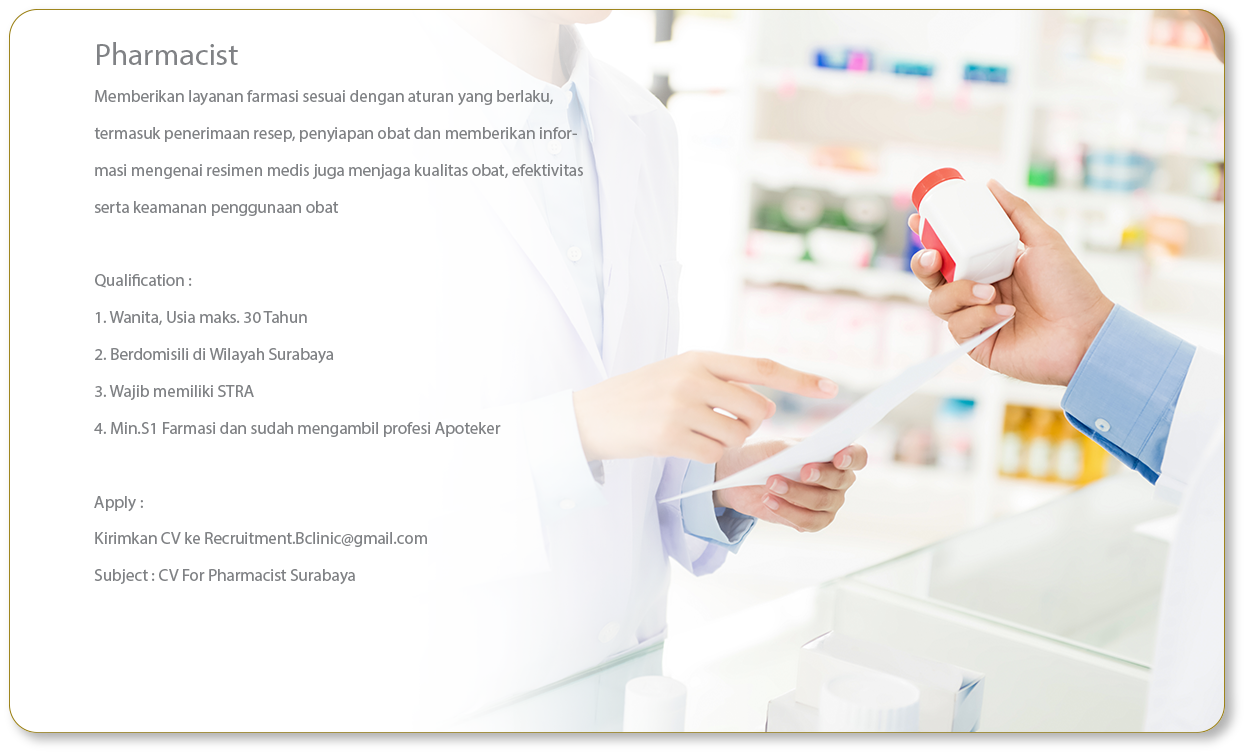 Pharmacist
Memberikan layanan farmasi sesuai dengan aturan yang berlaku,
termasuk penerimaan resep, penyiapan obat dan memberikan infor-
masi mengenai resimen medis juga menjaga kualitas obat, efektivitas
serta keamanan penggunaan obat
Qualification :
1. Wanita, Usia maks. 30 Tahun
2. Berdomisili di Wilayah Surabaya
3. Wajib memiliki STRA
4. Min.S1 Farmasi dan sudah mengambil profesi Apoteker
Apply :
Kirimkan CV ke Recruitment.Bclinic@gmail.com
Subject : CV For Pharmacist Surabaya